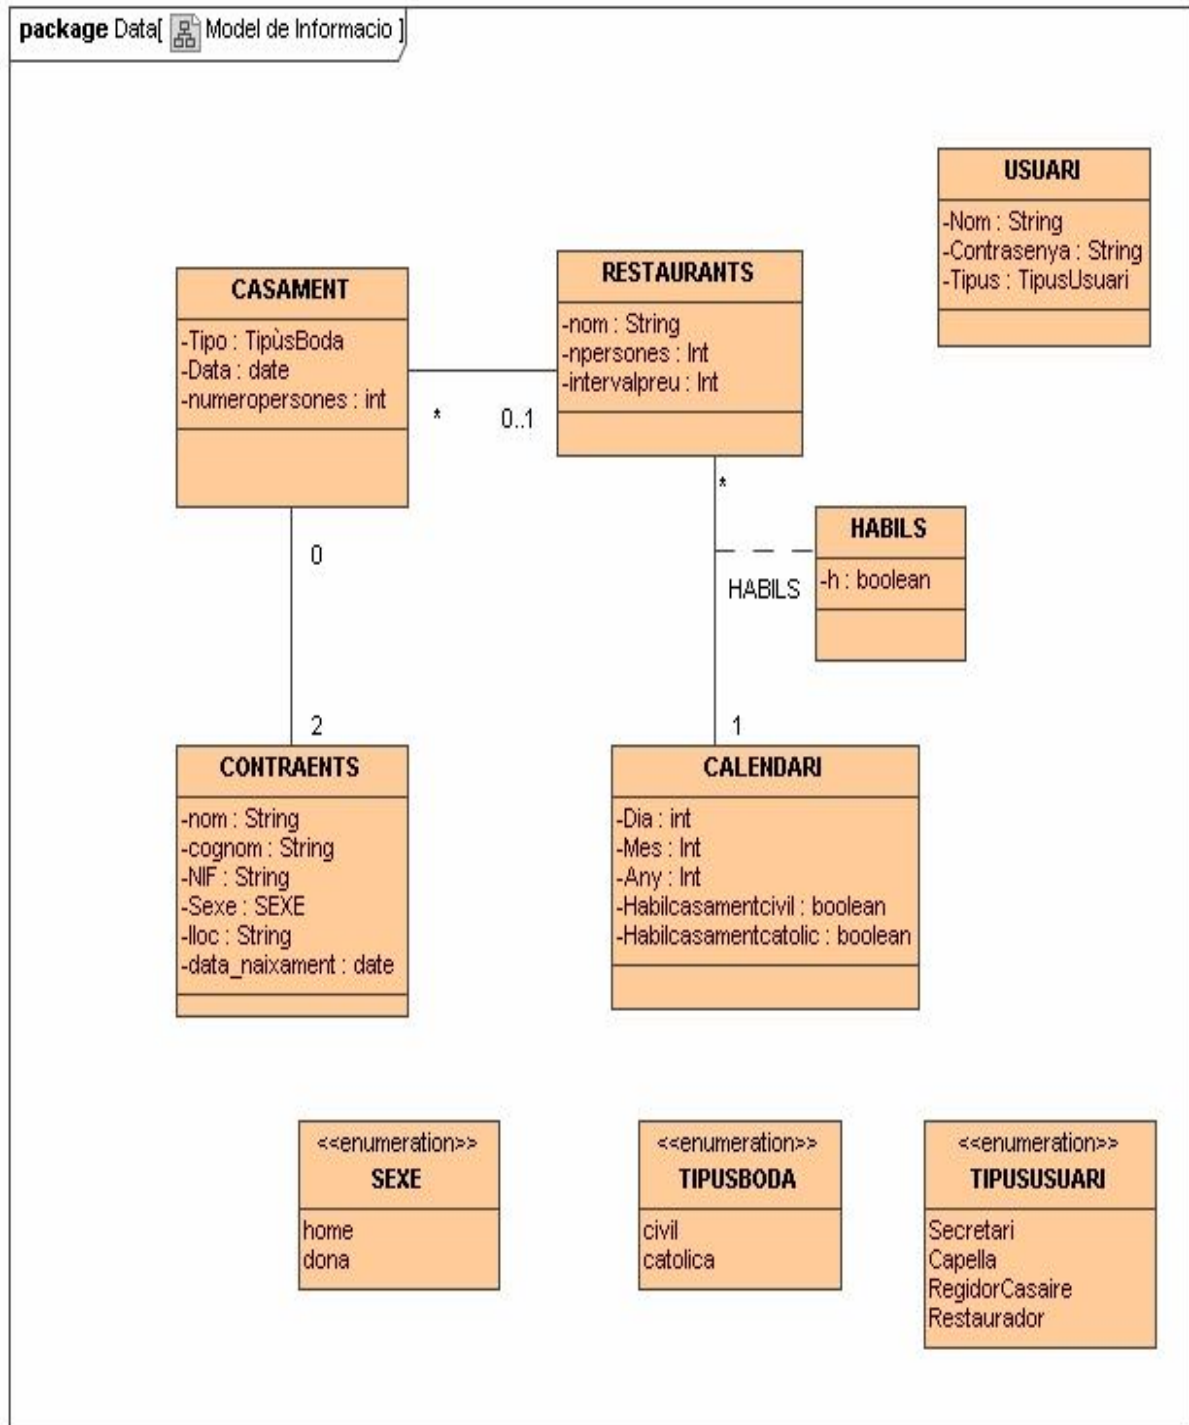 package Data[ Model de Informacio ]
USUARI
-Nom : String
-Contrasenya : String
-Tipus : TipusUsuari
CASAMENT
-Tipo : TipùsBoda
-Data : date
-numeropersones : int
RESTAURANTS
-nom : String
-npersones : Int
-intervalpreu : Int
*
0..1
*
HABILS
-h : boolean
HABILS
0
2
1
CONTRAENTS
-nom : String
-cognom : String
-NIF : String
-Sexe : SEXE
-lloc : String
-data_naixament : date
CALENDARI
-Dia : int
-Mes : Int
-Any : Int
-Habilcasamentcivil : boolean
-Habilcasamentcatolic : boolean
<<enumeration>>
SEXE
home
dona
<<enumeration>>
TIPUSBODA
civil
catolica
<<enumeration>>
TIPUSUSUARI
Secretari
Capella
RegidorCasaire
Restaurador